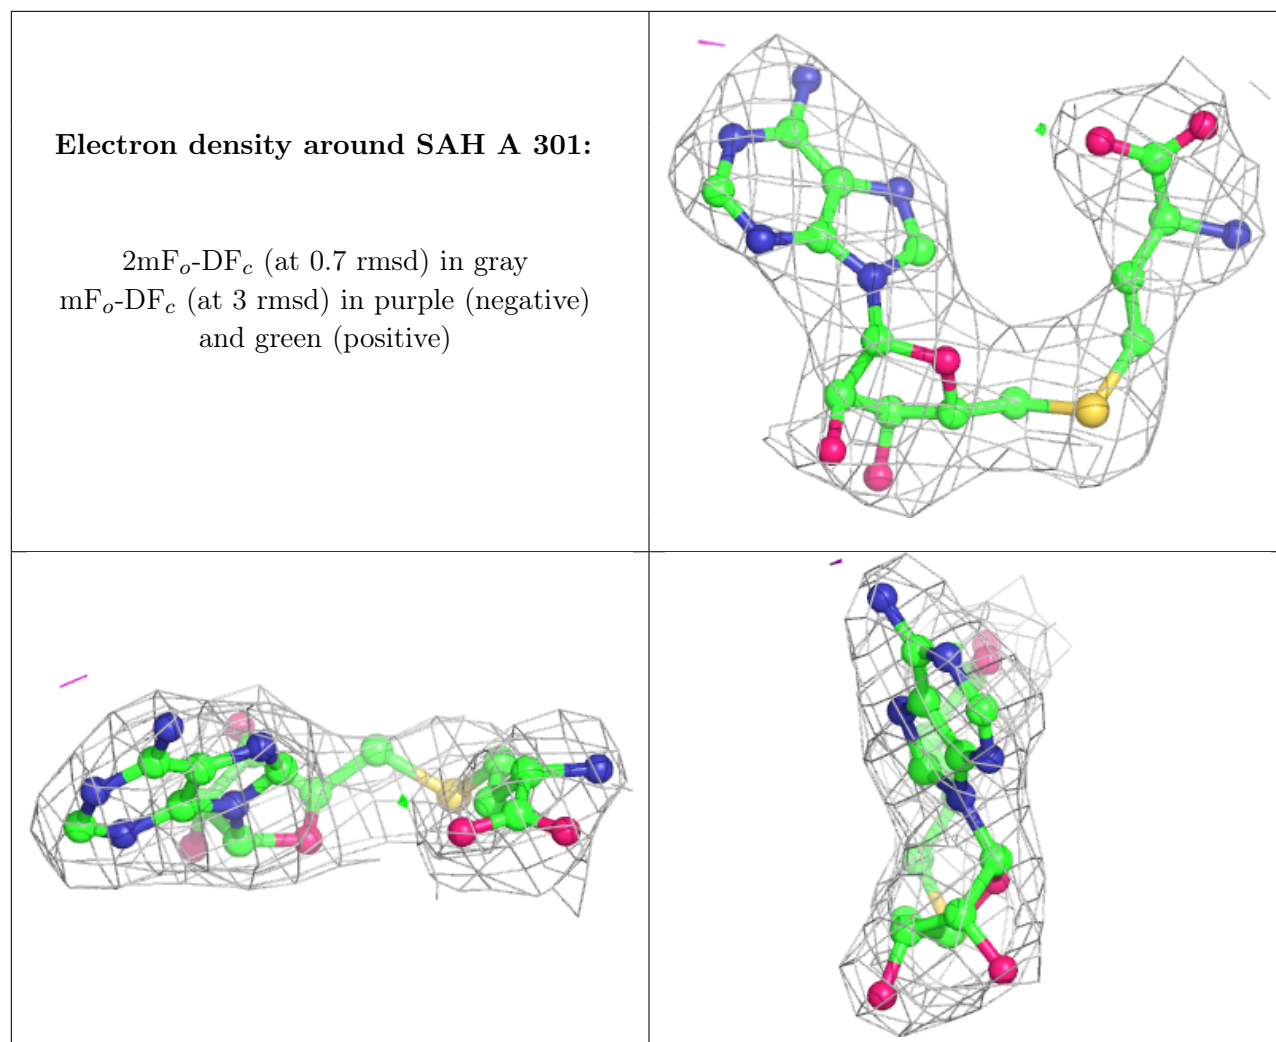 Electron density around SAH A 301:
2mFo-DFc (at 0.7 rmsd) in gray
mFo-DFc (at 3 rmsd) in purple (negative)
and green (positive)